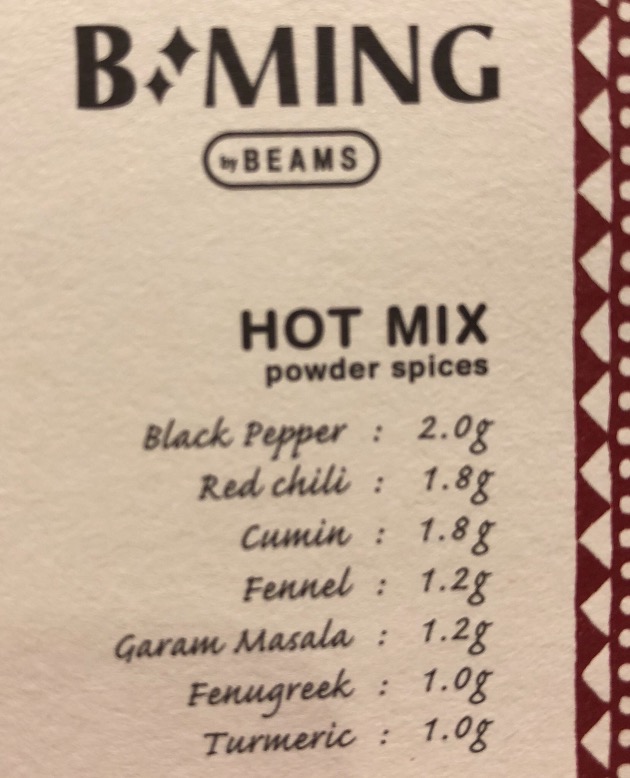 B MING
by BEAMS
HOT MIX
powder spices
Black Pepper : 2.0g
Red chili : 1.8g
Cumin : 1.8g
Fennel : 1.2g
Garam Masala : 1.2g
Fenugreek : 1.0g
Turmeric : 1.0g